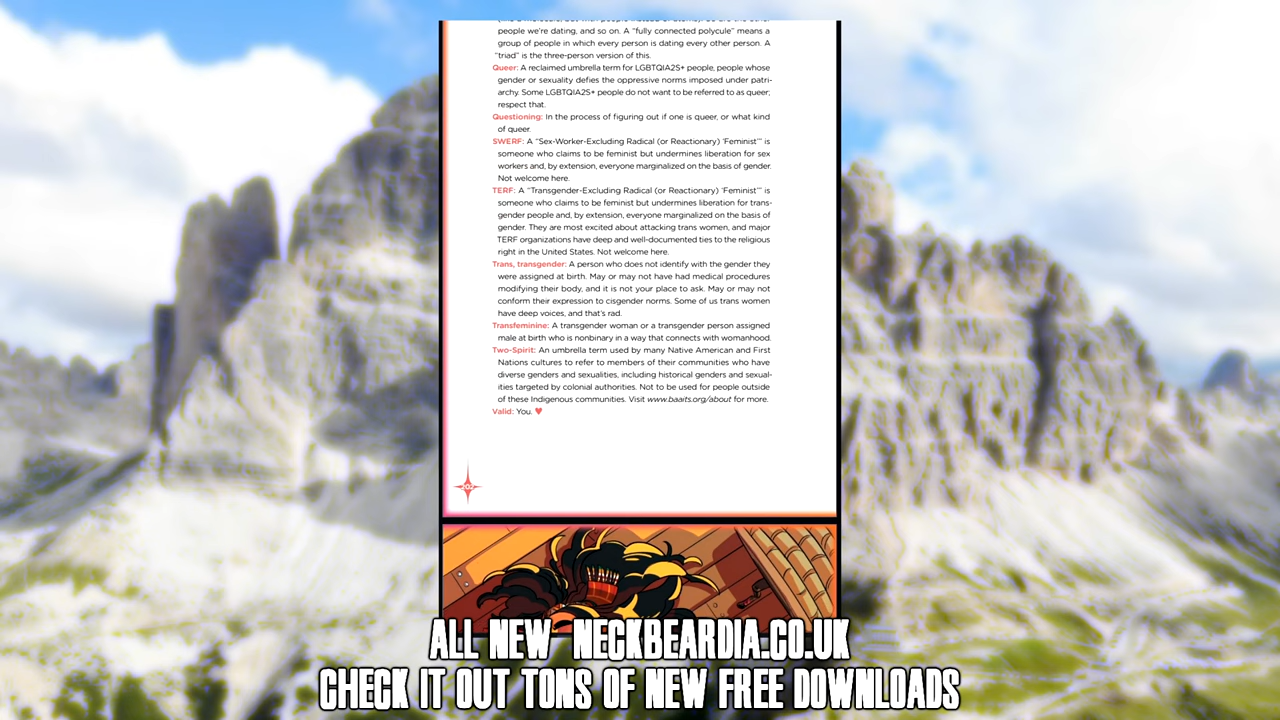 people we're dating, and so on. A "fully connected polycule" means a
group of people in which every person is dating every other person. A
"triad" is the three-person version of this.
Queer: A reclaimed umbrella term for LGBTQIA2S+ people, people whose
gender or sexuality defies the oppressive norms imposed under patri-
archy. Some LGBTQIA2S+ people do not want to be referred to as queer;
respect that.
Questioning: In the process of figuring out if one is queer, or what kind
of queer.
SWERF: A "Sex-Worker-Excluding Radical (or Reactionary) 'Feminist'" is
someone who claims to be feminist but undermines liberation for sex
workers and, by extension, everyone marginalized on the basis of gender.
Not welcome here.
TERF: A "Transgender-Excluding Radical (or Reactionary) 'Feminist'" is
someone who claims to be feminist but undermines liberation for trans-
gender people and, by extension, everyone marginalized on the basis of
gender. They are most excited about attacking trans women, and major
TERF organizations have deep and well-documented ties to the religious
right in the United States. Not welcome here.
Trans, transgender: A person who does not identify with the gender they
were assigned at birth. May or may not have had medical procedures
modifying their body, and it is not your place to ask. May or may not
conform their expression to cisgender norms. Some of us trans women
have deep voices, and that's rad.
Transfeminine: A transgender woman or a transgender person assigned
male at birth who is nonbinary in a way that connects with womanhood.
Two-Spirit: An umbrella term used by many Native American and First
Nations cultures to refer to members of their communities who have
diverse genders and sexualities, including historical genders and sexual-
ities targeted by colonial authorities. Not to be used for people outside
of these Indigenous communities. Visit www.baaits.org/about for more.
Valid: You. ♥
202
ALL NEW NECKBEARDIA.CO.UK
CHECK IT OUT TONS OF NEW FREE DOWNLOADS